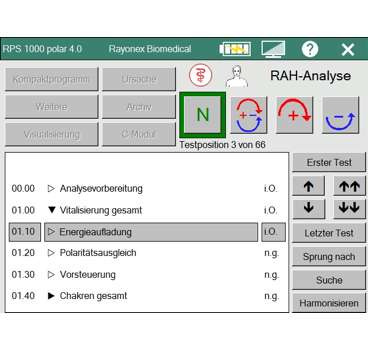 RPS 1000 polar 4.0 Rayonex Biomedical ?
RAH-Analyse
Kompaktprogramm Ursache
Weitere Archiv
Visualisierung C-Modul
N + - + -
Testposition 3 von 66
Erster Test
00.00 Analysevorbereitung i.O.
01.00 Vitalisierung gesamt i.O.
01.10 Energieaufladung i.O.
01.20 Polaritätsausgleich n.g.
01.30 Vorsteuerung n.g.
01.40 Chakren gesamt n.g.
Letzter Test
Sprung nach
Suche
Harmonisieren